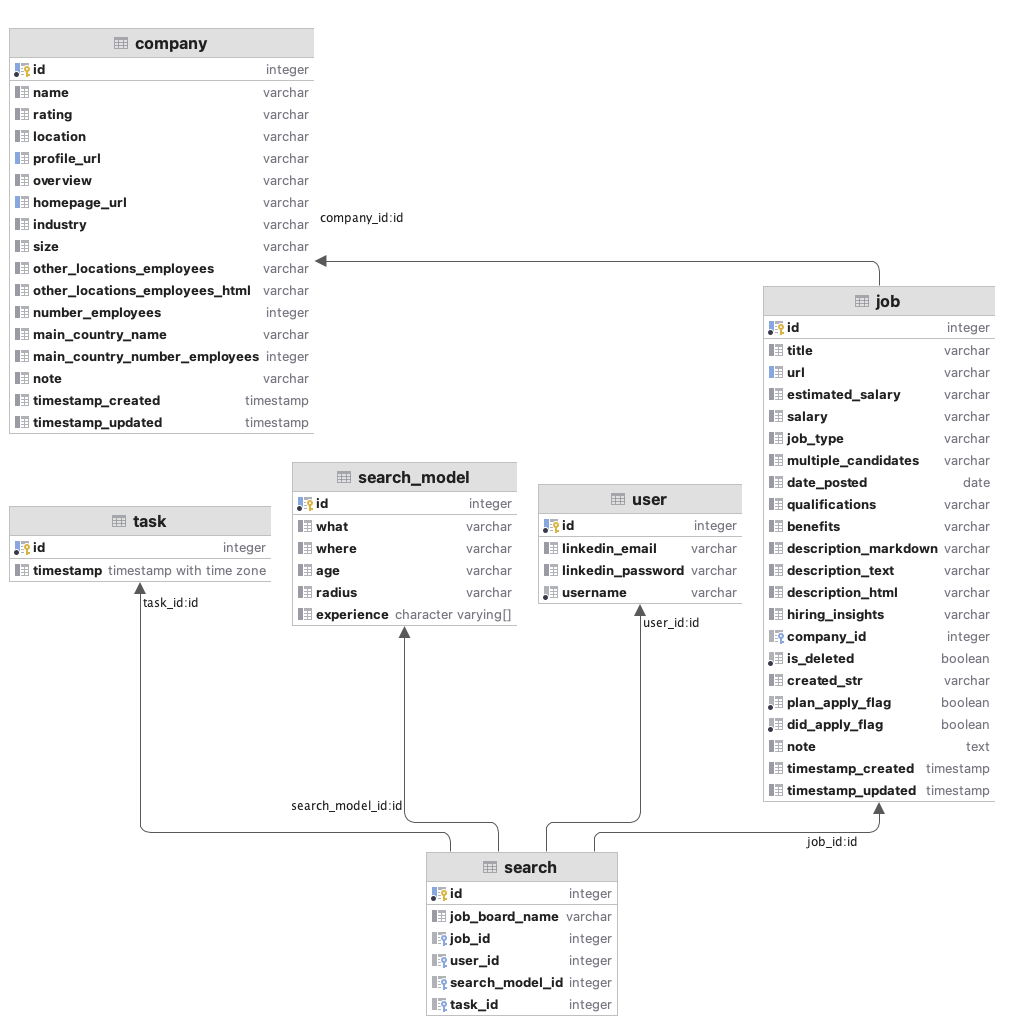 company
id integer
name varchar
rating varchar
location varchar
profile_url varchar
overview varchar
homepage_url varchar
industry varchar
size varchar
other_locations_employees varchar
other_locations_employees_html varchar
number_employees integer
main_country_name varchar
main_country_number_employees integer
note varchar
timestamp_created timestamp
timestamp_updated timestamp
company_id:id
job
id integer
title varchar
url varchar
estimated_salary varchar
salary varchar
job_type varchar
multiple_candidates varchar
date_posted date
qualifications varchar
benefits varchar
description_markdown varchar
description_text varchar
description_html varchar
hiring_insights varchar
company_id integer
is_deleted boolean
created_str varchar
plan_apply_flag boolean
did_apply_flag boolean
note text
timestamp_created timestamp
timestamp_updated timestamp
task
id integer
timestamp timestamp with time zone
task_id:id
search_model
id integer
what varchar
where varchar
age varchar
radius varchar
experience character varying[]
search_model_id:id
user
id integer
linkedin_email varchar
linkedin_password varchar
username varchar
user_id:id
job_id:id
search
id integer
job_board_name varchar
job_id integer
user_id integer
search_model_id integer
task_id integer